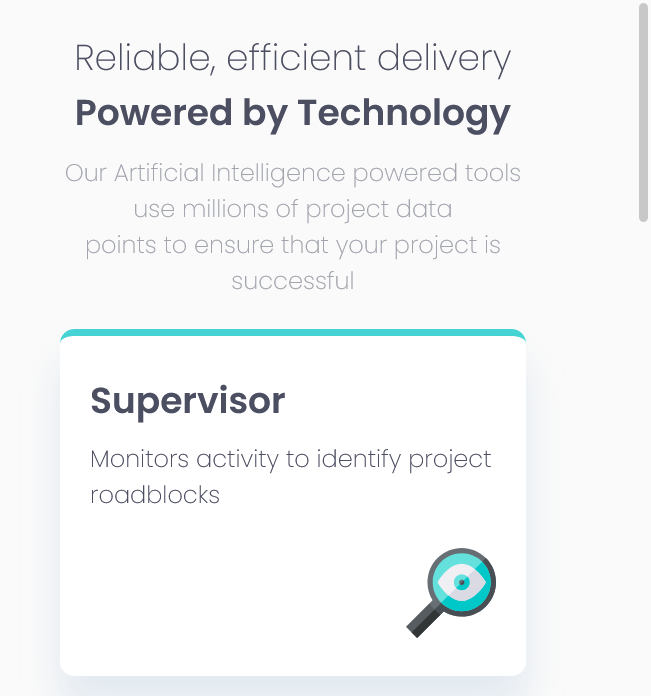 Reliable, efficient delivery
Powered by Technology
Our Artificial Intelligence powered tools
use millions of project data
points to ensure that your project is
successful
Supervisor
Monitors activity to identify project
roadblocks